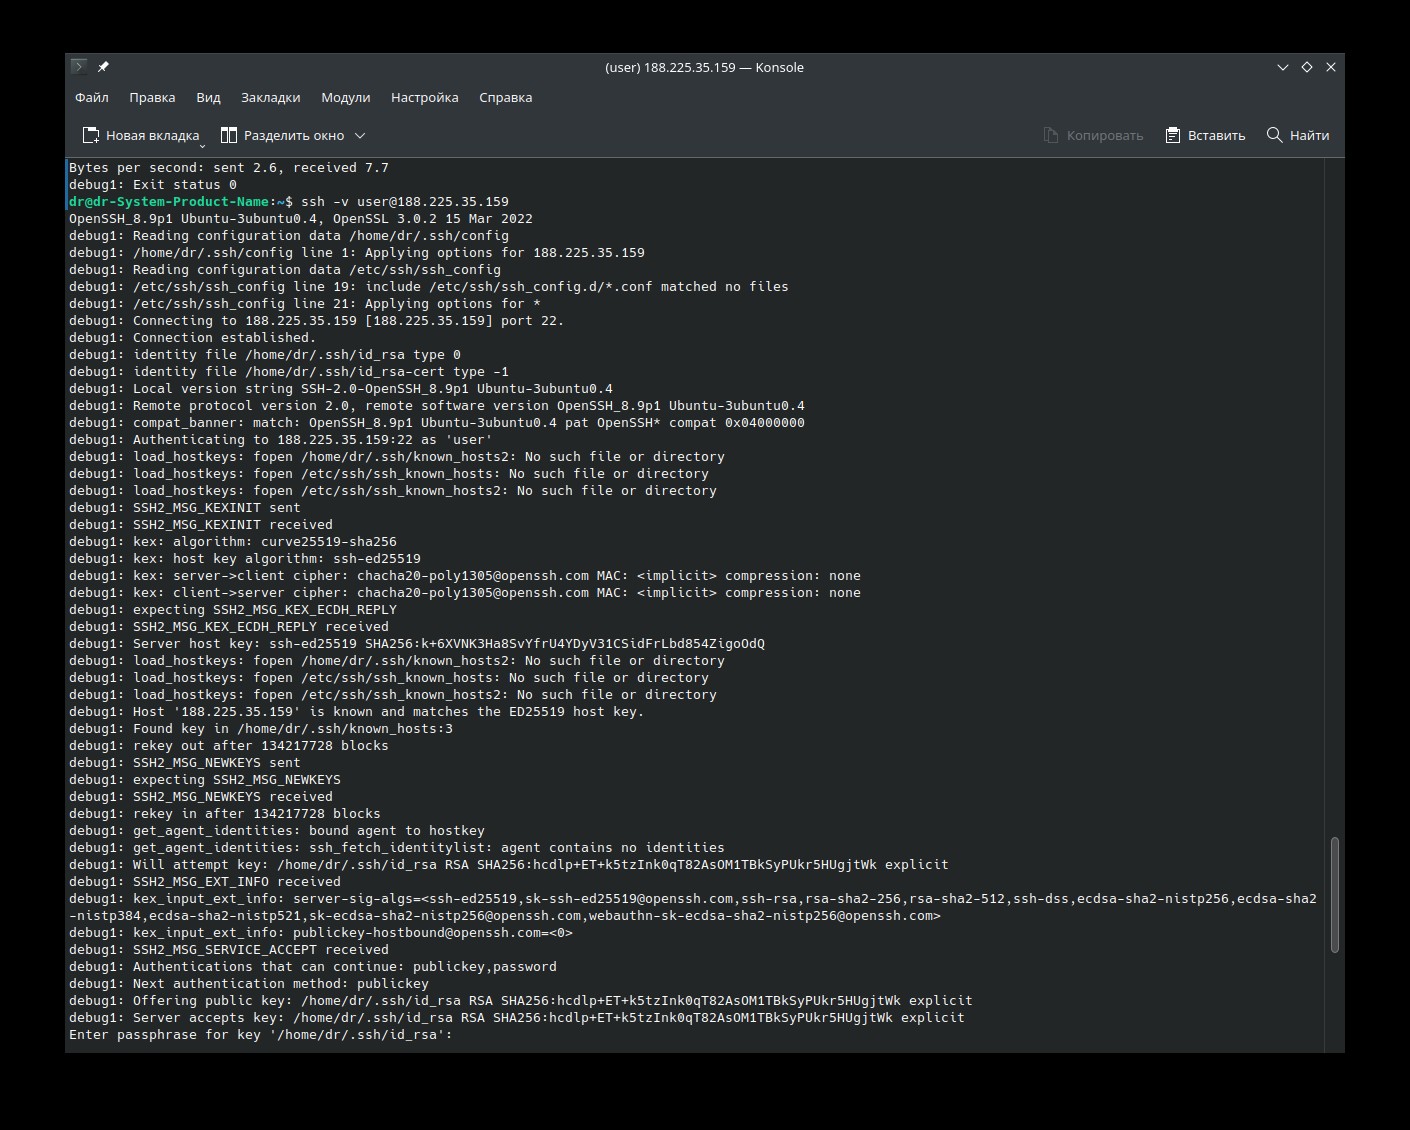 (user) 188.225.35.159 — Konsole
Файл Правка Вид Закладки Модули Настройка Справка
Новая вкладка Разделить окно Копировать Вставить Найти
Bytes per second: sent 2.6, received 7.7
debug1: Exit status 0
dr@dr-System-Product-Name:~$ ssh -v user@188.225.35.159
OpenSSH_8.9p1 Ubuntu-3ubuntu0.4, OpenSSL 3.0.2 15 Mar 2022
debug1: Reading configuration data /home/dr/.ssh/config
debug1: /home/dr/.ssh/config line 1: Applying options for 188.225.35.159
debug1: Reading configuration data /etc/ssh/ssh_config
debug1: /etc/ssh/ssh_config line 19: include /etc/ssh/ssh_config.d/*.conf matched no files
debug1: /etc/ssh/ssh_config line 21: Applying options for *
debug1: Connecting to 188.225.35.159 [188.225.35.159] port 22.
debug1: Connection established.
debug1: identity file /home/dr/.ssh/id_rsa type 0
debug1: identity file /home/dr/.ssh/id_rsa-cert type -1
debug1: Local version string SSH-2.0-OpenSSH_8.9p1 Ubuntu-3ubuntu0.4
debug1: Remote protocol version 2.0, remote software version OpenSSH_8.9p1 Ubuntu-3ubuntu0.4
debug1: compat_banner: match: OpenSSH_8.9p1 Ubuntu-3ubuntu0.4 pat OpenSSH* compat 0x04000000
debug1: Authenticating to 188.225.35.159:22 as 'user'
debug1: load_hostkeys: fopen /home/dr/.ssh/known_hosts2: No such file or directory
debug1: load_hostkeys: fopen /etc/ssh/ssh_known_hosts: No such file or directory
debug1: load_hostkeys: fopen /etc/ssh/ssh_known_hosts2: No such file or directory
debug1: SSH2_MSG_KEXINIT sent
debug1: SSH2_MSG_KEXINIT received
debug1: kex: algorithm: curve25519-sha256
debug1: kex: host key algorithm: ssh-ed25519
debug1: kex: server->client cipher: chacha20-poly1305@openssh.com MAC: <implicit> compression: none
debug1: kex: client->server cipher: chacha20-poly1305@openssh.com MAC: <implicit> compression: none
debug1: expecting SSH2_MSG_KEX_ECDH_REPLY
debug1: SSH2_MSG_KEX_ECDH_REPLY received
debug1: Server host key: ssh-ed25519 SHA256:k+6XVNK3Ha8SvYfrU4YDyV31CSidFrLbd854ZigoOdQ
debug1: load_hostkeys: fopen /home/dr/.ssh/known_hosts2: No such file or directory
debug1: load_hostkeys: fopen /etc/ssh/ssh_known_hosts: No such file or directory
debug1: load_hostkeys: fopen /etc/ssh/ssh_known_hosts2: No such file or directory
debug1: Host '188.225.35.159' is known and matches the ED25519 host key.
debug1: Found key in /home/dr/.ssh/known_hosts:3
debug1: rekey out after 134217728 blocks
debug1: SSH2_MSG_NEWKEYS sent
debug1: expecting SSH2_MSG_NEWKEYS
debug1: SSH2_MSG_NEWKEYS received
debug1: rekey in after 134217728 blocks
debug1: get_agent_identities: bound agent to hostkey
debug1: get_agent_identities: ssh_fetch_identitylist: agent contains no identities
debug1: Will attempt key: /home/dr/.ssh/id_rsa RSA SHA256:hcdlp+ET+k5tzInk0qT82AsOM1TBkSyPUkr5HUgjtWk explicit
debug1: SSH2_MSG_EXT_INFO received
debug1: kex_input_ext_info: server-sig-algs=<ssh-ed25519,sk-ssh-ed25519@openssh.com,ssh-rsa,rsa-sha2-256,rsa-sha2-512,ssh-dss,ecdsa-sha2-nistp256,ecdsa-sha2
-nistp384,ecdsa-sha2-nistp521,sk-ecdsa-sha2-nistp256@openssh.com,webauthn-sk-ecdsa-sha2-nistp256@openssh.com>
debug1: kex_input_ext_info: publickey-hostbound@openssh.com=<0>
debug1: SSH2_MSG_SERVICE_ACCEPT received
debug1: Authentications that can continue: publickey,password
debug1: Next authentication method: publickey
debug1: Offering public key: /home/dr/.ssh/id_rsa RSA SHA256:hcdlp+ET+k5tzInk0qT82AsOM1TBkSyPUkr5HUgjtWk explicit
debug1: Server accepts key: /home/dr/.ssh/id_rsa RSA SHA256:hcdlp+ET+k5tzInk0qT82AsOM1TBkSyPUkr5HUgjtWk explicit
Enter passphrase for key '/home/dr/.ssh/id_rsa':